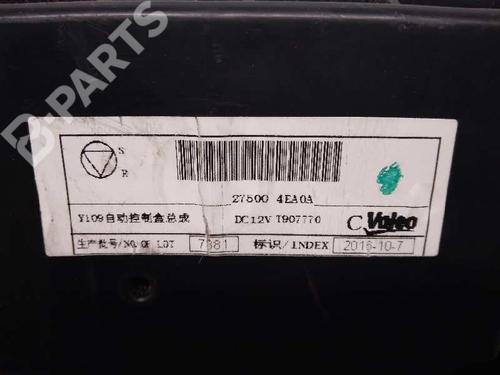 B-PARTS
S
R
27500 4EA0A
Y109自动控制盒总成 DC12V T907770
C Valeo
生产批号/NO.OF LOT 7381 标识/INDEX 2016-10-7